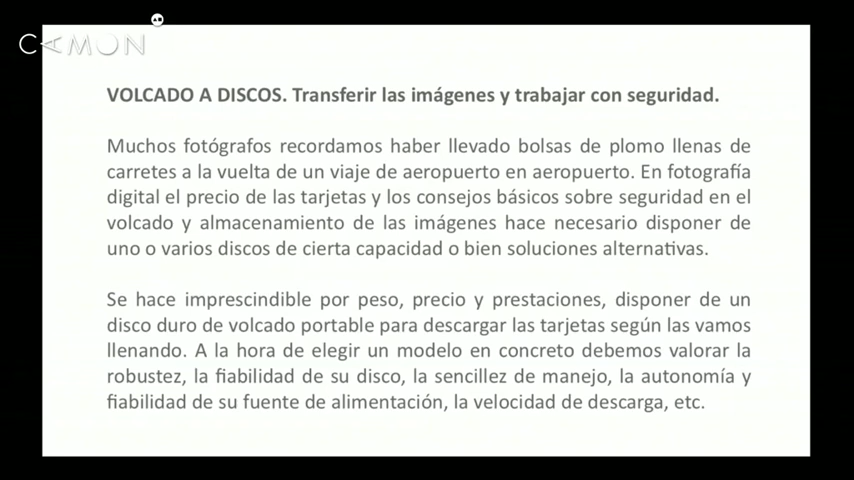 CAMON
VOLCADO A DISCOS. Transferir las imágenes y trabajar con seguridad.
Muchos fotógrafos recordamos haber llevado bolsas de plomo llenas de
carretes a la vuelta de un viaje de aeropuerto en aeropuerto. En fotografía
digital el precio de las tarjetas y los consejos básicos sobre seguridad en el
volcado y almacenamiento de las imágenes hace necesario disponer de
uno o varios discos de cierta capacidad o bien soluciones alternativas.
Se hace imprescindible por peso, precio y prestaciones, disponer de un
disco duro de volcado portable para descargar las tarjetas según las vamos
llenando. A la hora de elegir un modelo en concreto debemos valorar la
robustez, la fiabilidad de su disco, la sencillez de manejo, la autonomía y
fiabilidad de su fuente de alimentación, la velocidad de descarga, etc.